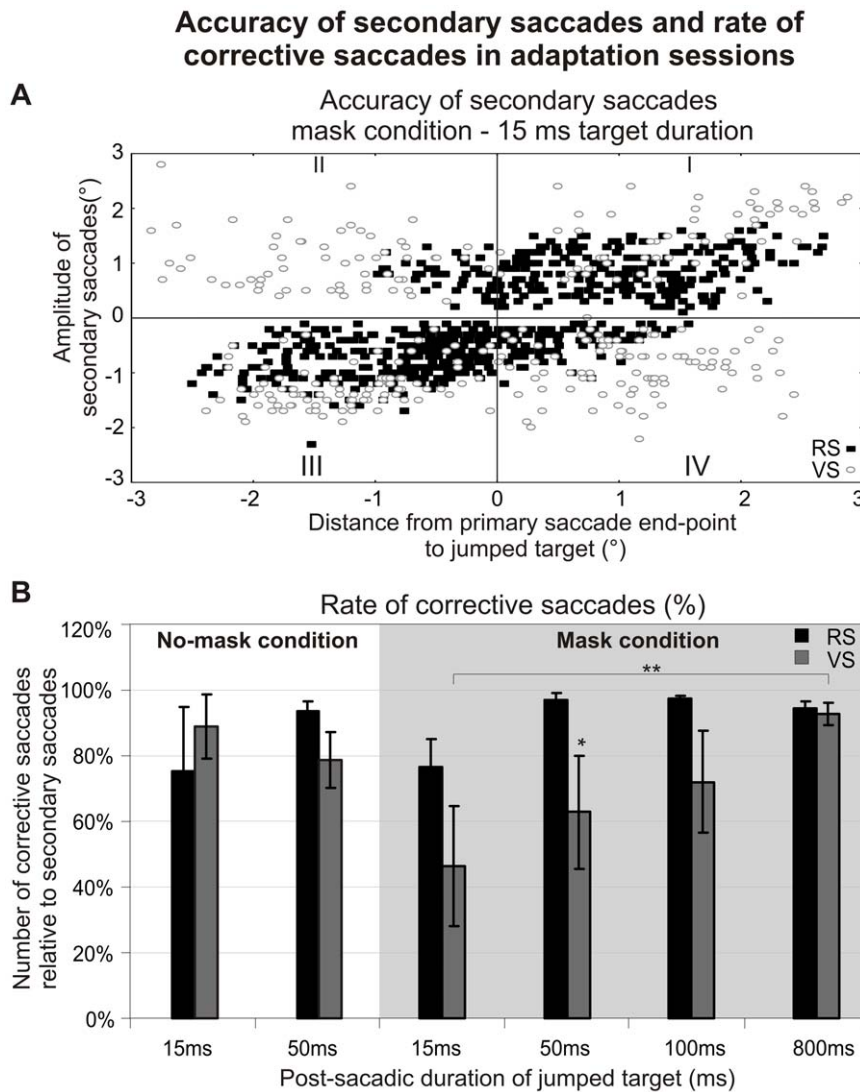 Accuracy of secondary saccades and rate of
corrective saccades in adaptation sessions
A
Accuracy of secondary saccades
mask condition - 15 ms target duration
Amplitude of
secondary saccades(°)
3
2
1
0
-1
-2
-3
II
I
III
IV
RS
VS
-3
-2
-1
0
1
2
3
Distance from primary saccade end-point
to jumped target (°)
B
Rate of corrective saccades (%)
Number of corrective saccades
relative to secondary saccades
120%
100%
80%
60%
40%
20%
0%
No-mask condition
Mask condition
RS
VS
**
*
15ms
50ms
15ms
50ms
100ms
800ms
Post-sacadic duration of jumped target (ms)